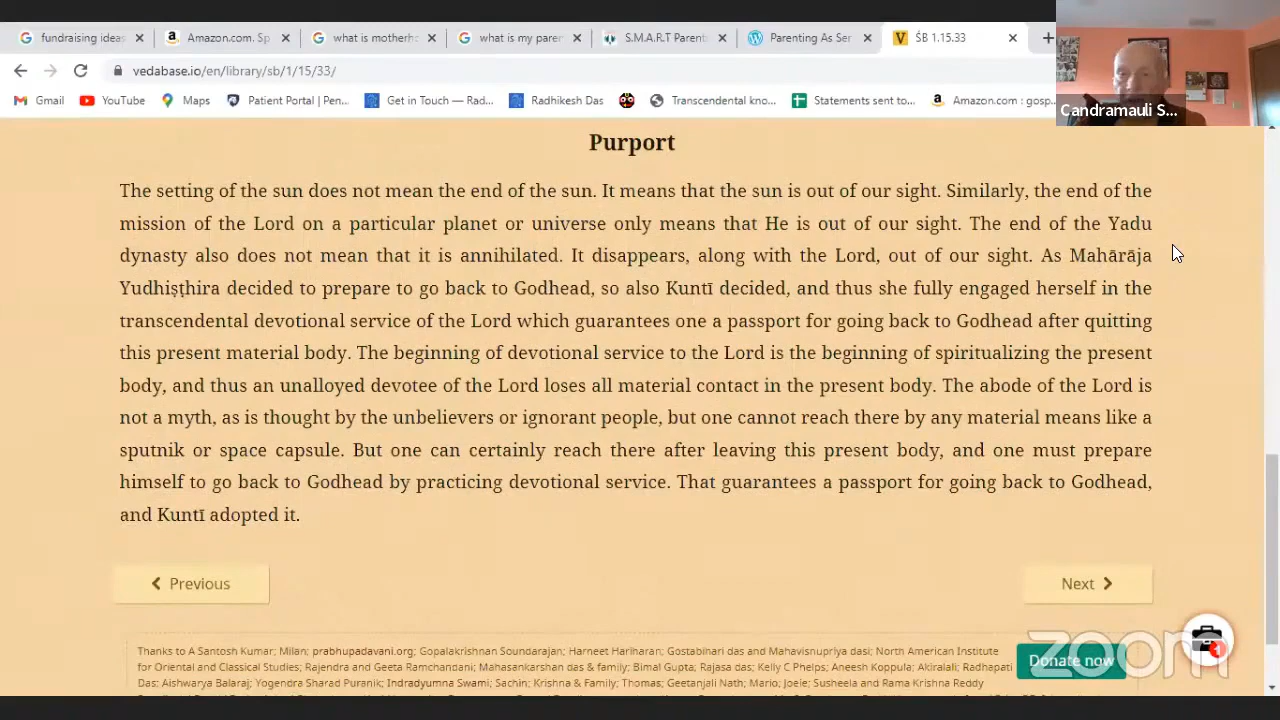 fundraising ideas
Amazon.com. Sp
what is motherh
what is my paren
S.M.A.R.T Parent
Parenting As Ser
ŚB 1.15.33
vedabase.io/en/library/sb/1/15/33/
Gmail
YouTube
Maps
Patient Portal | Pen...
Get in Touch — Rad...
Radhikesh Das
Transcendental kno...
Statements sent to...
Amazon.com : gosp...
Candramauli S...
Purport
The setting of the sun does not mean the end of the sun. It means that the sun is out of our sight. Similarly, the end of the
mission of the Lord on a particular planet or universe only means that He is out of our sight. The end of the Yadu
dynasty also does not mean that it is annihilated. It disappears, along with the Lord, out of our sight. As Mahārāja
Yudhiṣṭhira decided to prepare to go back to Godhead, so also Kuntī decided, and thus she fully engaged herself in the
transcendental devotional service of the Lord which guarantees one a passport for going back to Godhead after quitting
this present material body. The beginning of devotional service to the Lord is the beginning of spiritualizing the present
body, and thus an unalloyed devotee of the Lord loses all material contact in the present body. The abode of the Lord is
not a myth, as is thought by the unbelievers or ignorant people, but one cannot reach there by any material means like a
sputnik or space capsule. But one can certainly reach there after leaving this present body, and one must prepare
himself to go back to Godhead by practicing devotional service. That guarantees a passport for going back to Godhead,
and Kuntī adopted it.
Previous
Next
Thanks to A Santosh Kumar; Milan; prabhupadavani.org; Gopalakrishnan Sundararajan; Harneet Hariharan; Gostabihari das and Mahavisnupriya dasi; North American Institute
for Oriental and Classical Studies; Rajendra and Geeta Ramchandani; Mahasankarshan das & family; Bimal Gupta; Rajasa das; Kelly C Phelps; Aneesh Koppula; Akiralali; Radhapati
Das; Aishwarya Balaraj; Yogendra Sharad Puranik; Indradyumna Swami; Sachin; Krishna & Family; Thomas; Geetanjali Nath; Mario; Joele; Susheela and Rama Krishna Reddy
Donate now
zoom